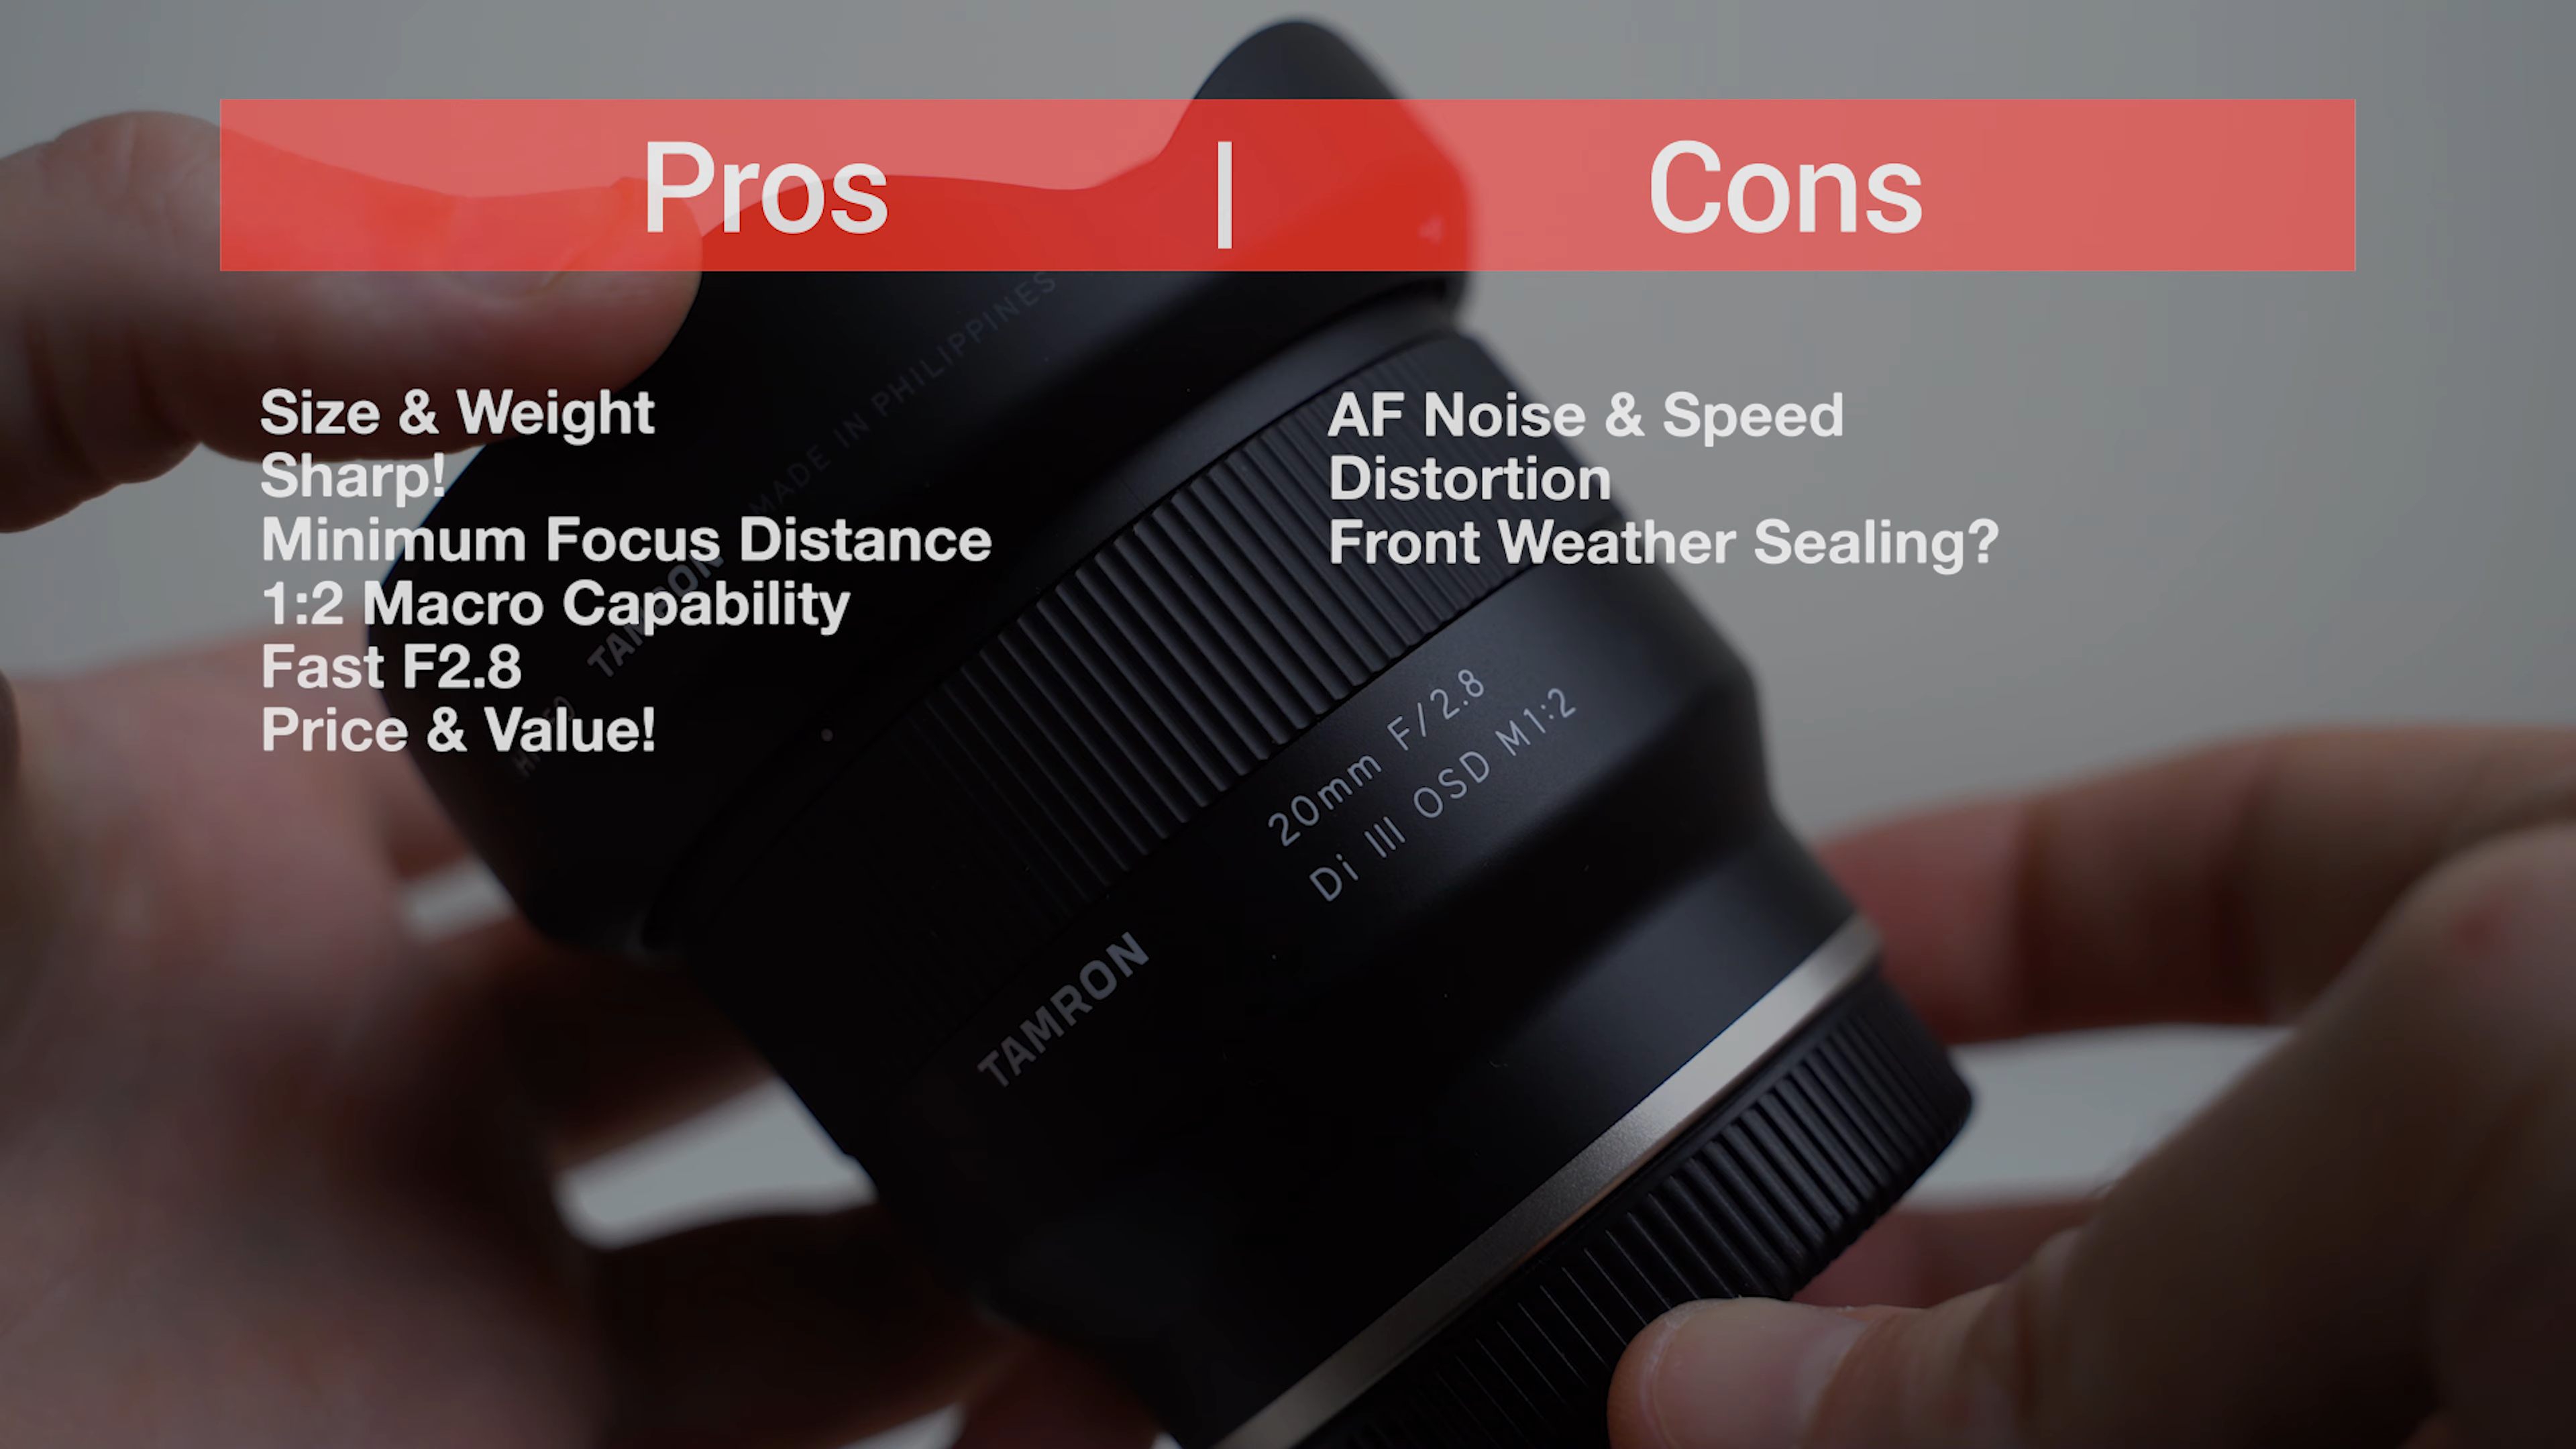 Pros | Cons
Size & Weight
Sharp!
Minimum Focus Distance
1:2 Macro Capability
Fast F2.8
Price & Value!
AF Noise & Speed
Distortion
Front Weather Sealing?
MADE IN PHILIPPINES
TAMRON
20mm F/2.8
Di III OSD M1:2
TAMRON